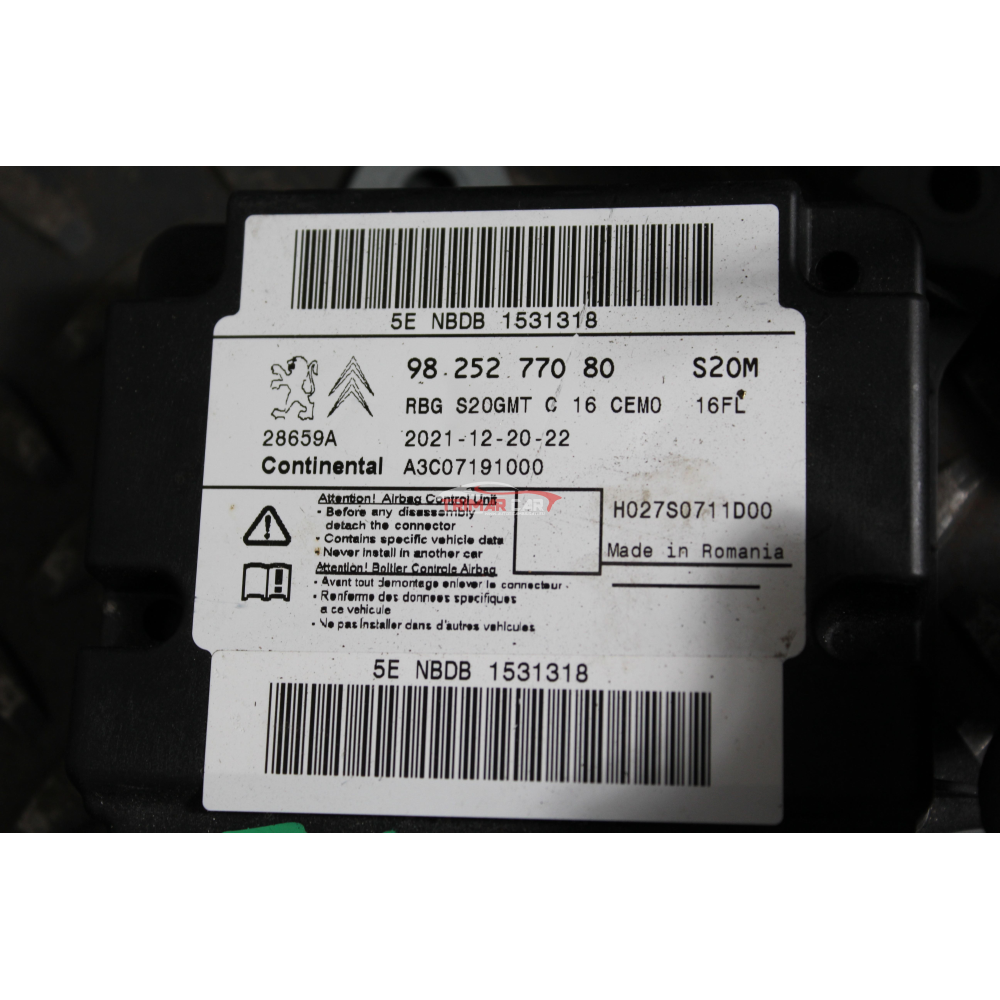 5E NBDB 1531318
98 252 770 80 S20M
RBG S20GMT C 16 CEM0 16FL
28659A 2021-12-20-22
Continental A3C07191000
Attention! Airbag Control Unit
- Before any disassembly
detach the connector
- Contains specific vehicle data
- Never install in another car
Attention! Boitier Controle Airbag
- Avant tout demontage enlever le connecteur
- Renferme des donnees specifiques
a ce vehicule
- Ne pas installer dans d'autres vehicules
TRIMAR CAR
H027S0711D00
Made in Romania
5E NBDB 1531318